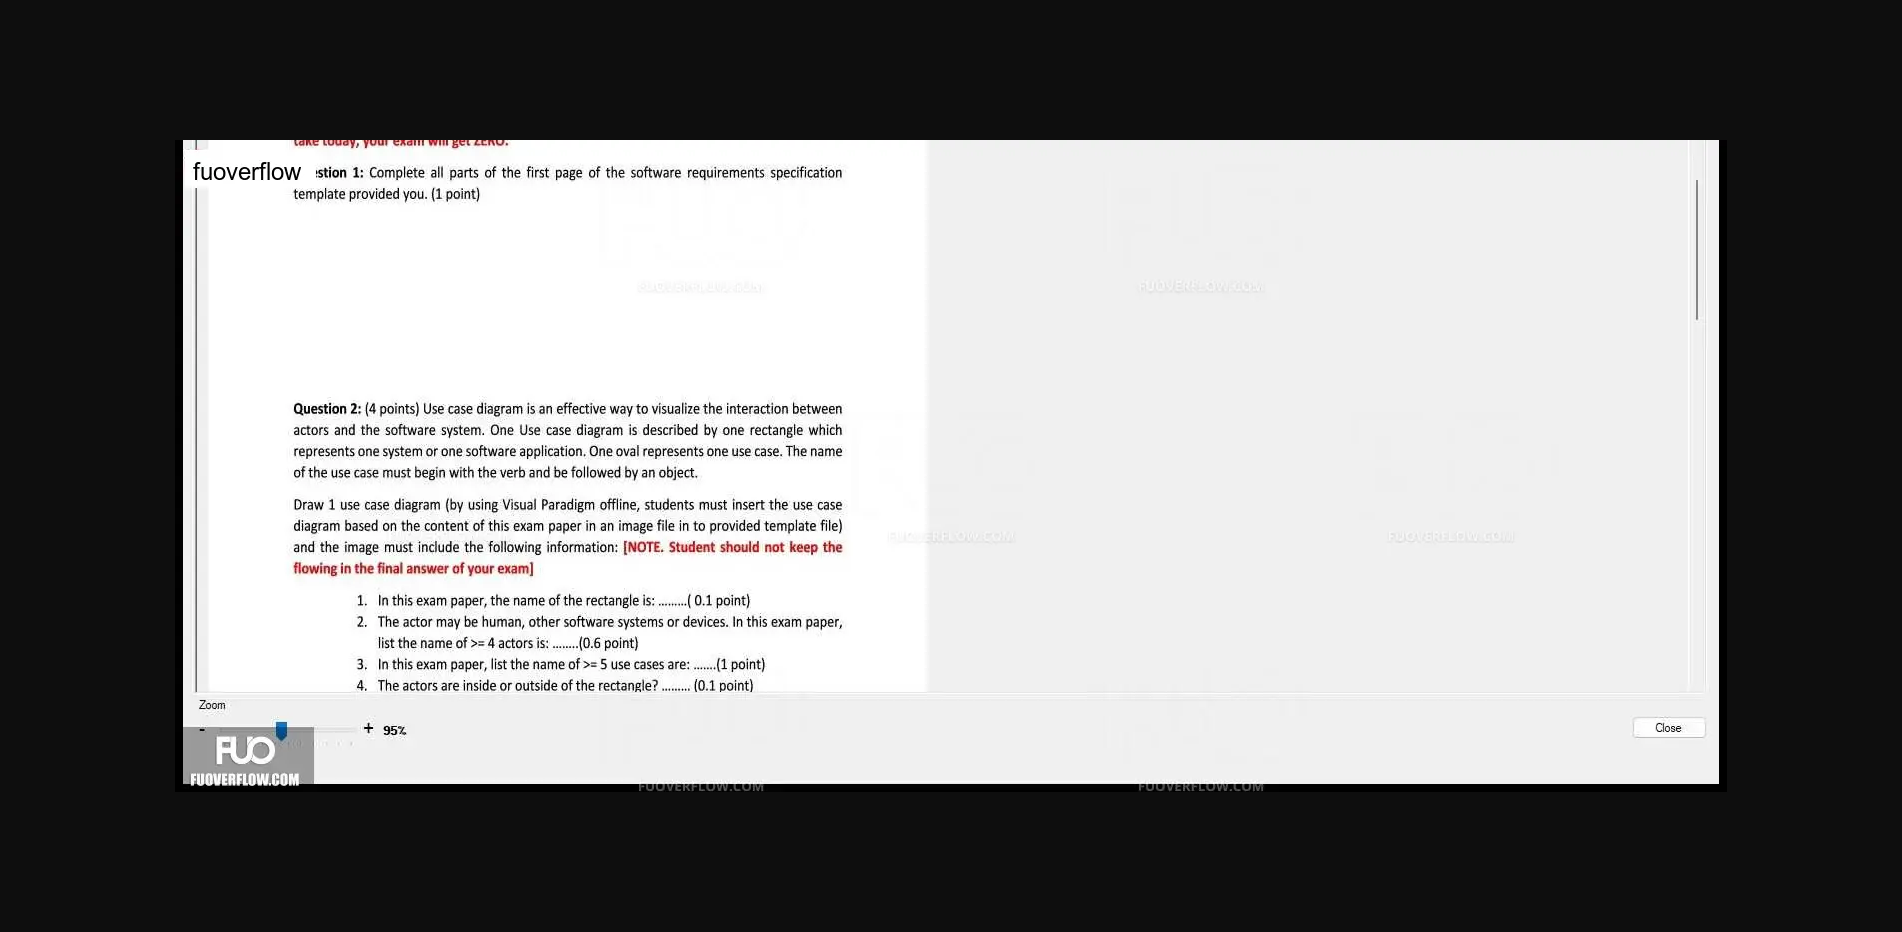 take today, your exam will get ZERO.
fuoverflow
estion 1: Complete all parts of the first page of the software requirements specification
template provided you. (1 point)
FUOVERFLOW.COM
FUOVERFLOW.COM
Question 2: (4 points) Use case diagram is an effective way to visualize the interaction between
actors and the software system. One Use case diagram is described by one rectangle which
represents one system or one software application. One oval represents one use case. The name
of the use case must begin with the verb and be followed by an object.
Draw 1 use case diagram (by using Visual Paradigm offline, students must insert the use case
diagram based on the content of this exam paper in an image file in to provided template file)
and the image must include the following information: [NOTE. Student should not keep the
flowing in the final answer of your exam]
FUOVERFLOW.COM
FUOVERFLOW.COM
1. In this exam paper, the name of the rectangle is: .........( 0.1 point)
2. The actor may be human, other software systems or devices. In this exam paper,
list the name of >= 4 actors is: ........(0.6 point)
3. In this exam paper, list the name of >= 5 use cases are: .......(1 point)
4. The actors are inside or outside of the rectangle? ......... (0.1 point)
Zoom
- + 95%
Close
FUO
FUOVERFLOW.COM
FUOVERFLOW.COM
FUOVERFLOW.COM